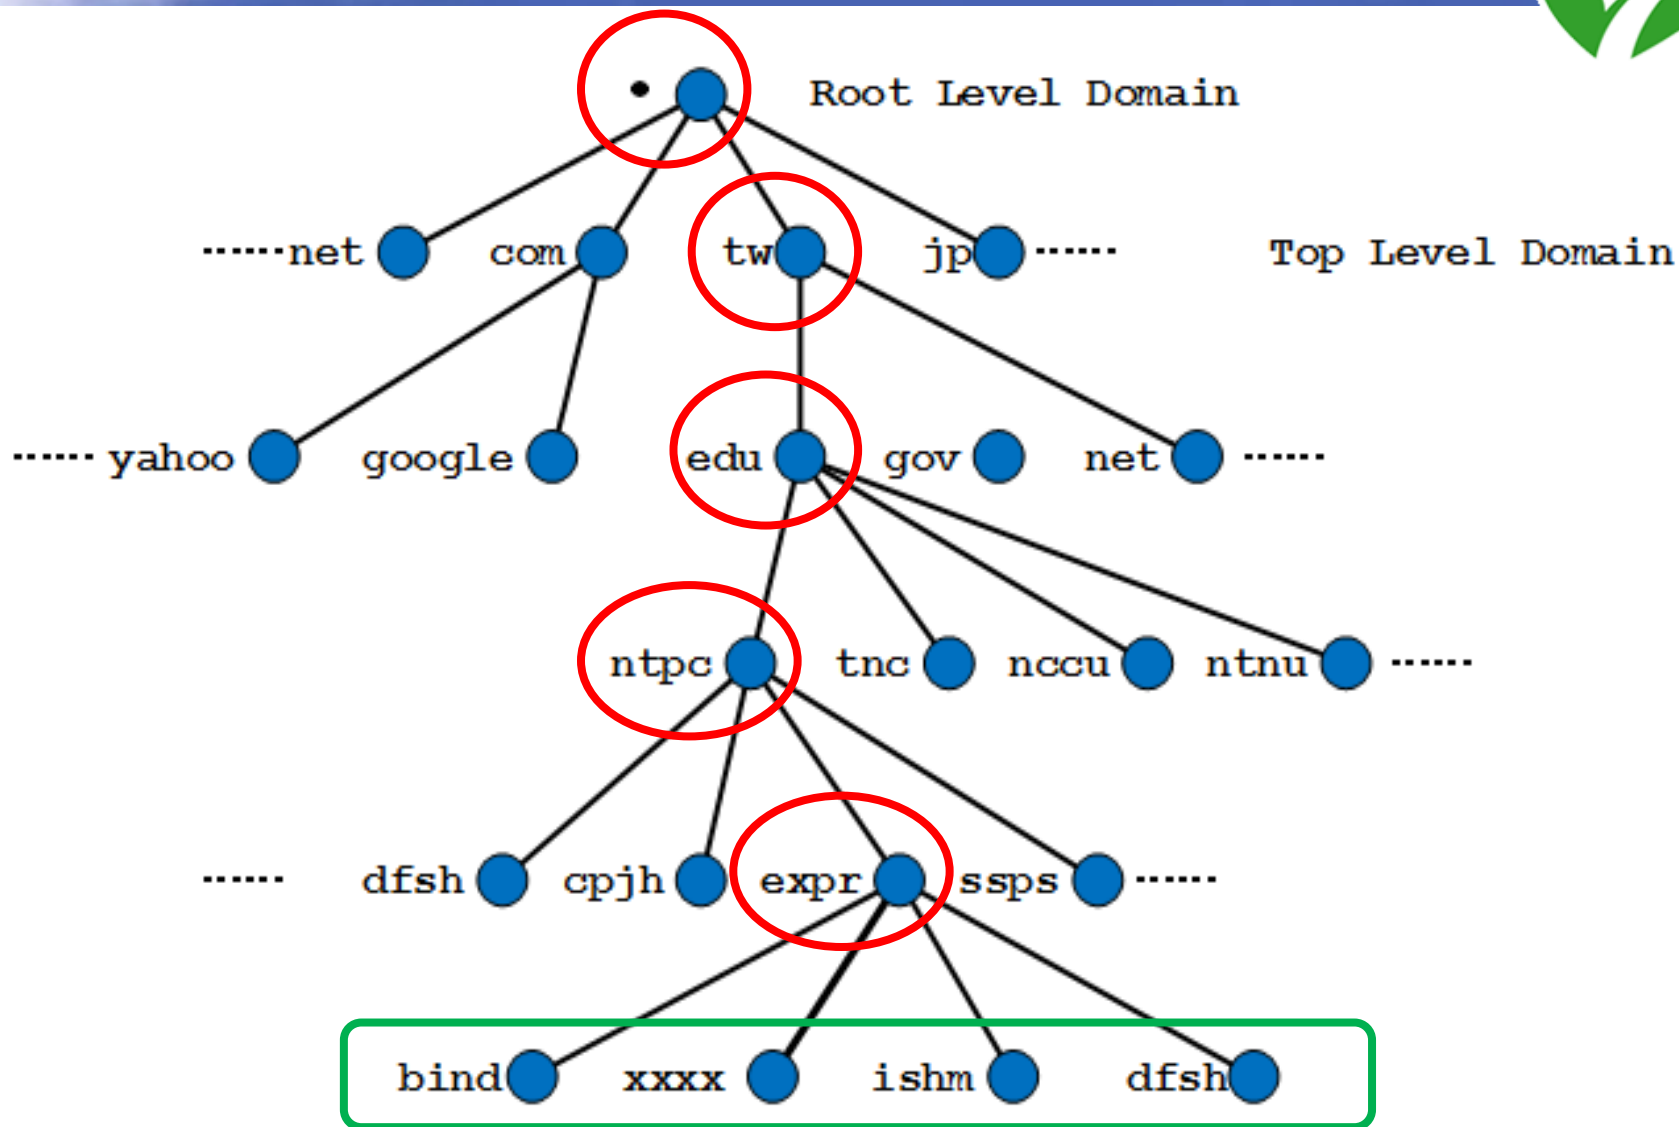 • Root Level Domain
······net com tw jp ······ Top Level Domain
······ yahoo google edu gov net ······
ntpc tnc nccu ntnu ······
······ dfsh cpjh expr ssps ······
bind xxxx ishm dfsh